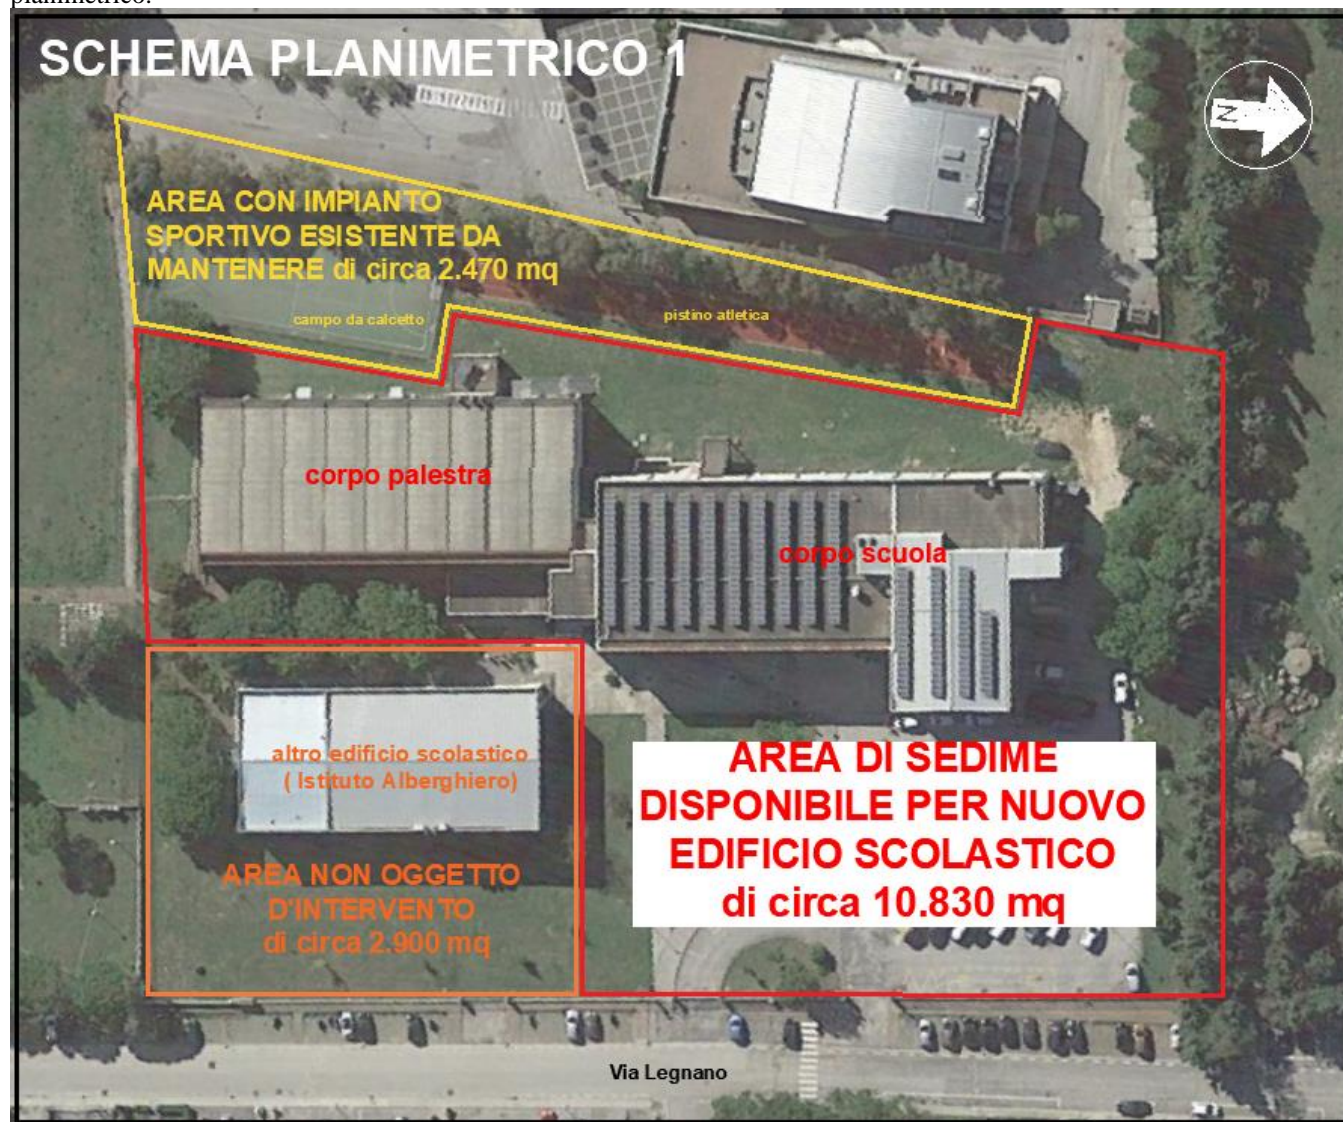 planimetrico.
SCHEMA PLANIMETRICO 1
N
AREA CON IMPIANTO
SPORTIVO ESISTENTE DA
MANTENERE di circa 2.470 mq
campo da calcetto
pistino atletica
corpo palestra
corpo scuola
altro edificio scolastico
( Istituto Alberghiero)
AREA NON OGGETTO
D'INTERVENTO
di circa 2.900 mq
AREA DI SEDIME
DISPONIBILE PER NUOVO
EDIFICIO SCOLASTICO
di circa 10.830 mq
Via Legnano